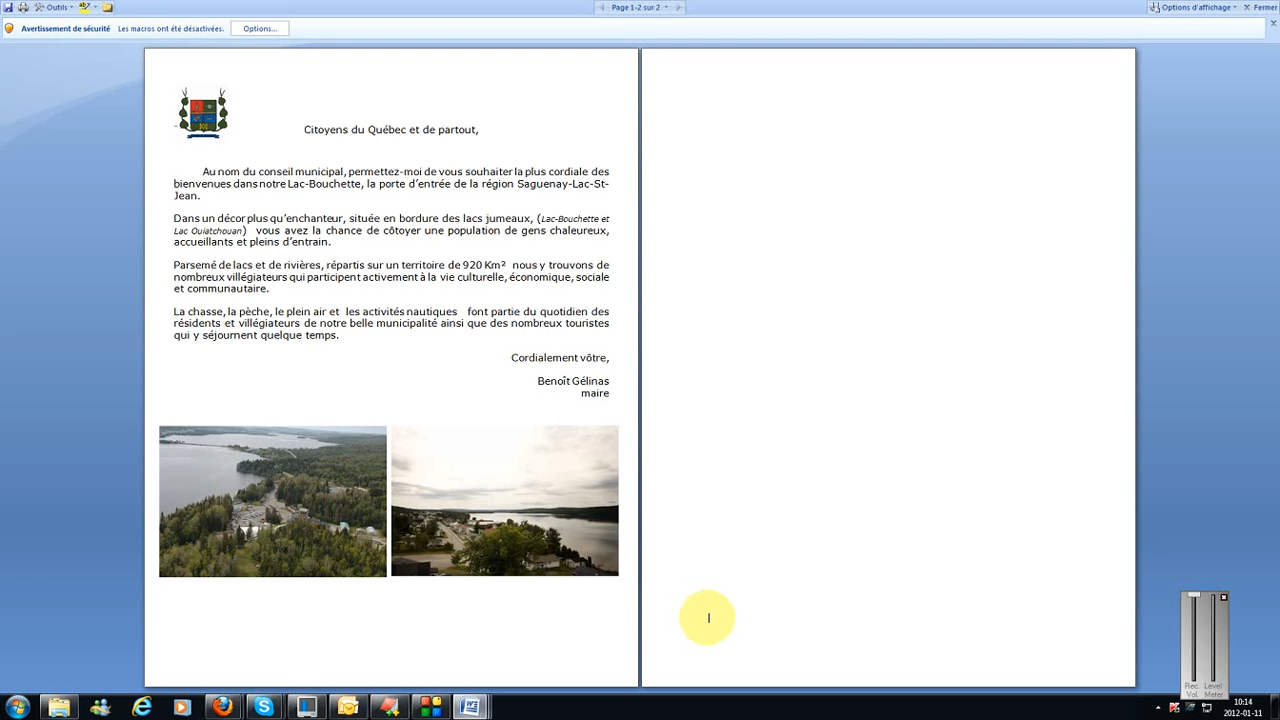 Outils
Page 1-2 sur 2
Options d'affichage
Fermer
Avertissement de sécurité Les macros ont été désactivées. Options...
Citoyens du Québec et de partout,
Au nom du conseil municipal, permettez-moi de vous souhaiter la plus cordiale des
bienvenues dans notre Lac-Bouchette, la porte d'entrée de la région Saguenay-Lac-St-
Jean.
Dans un décor plus qu'enchanteur, située en bordure des lacs jumeaux, (Lac-Bouchette et
Lac Ouiatchouan) vous avez la chance de côtoyer une population de gens chaleureux,
accueillants et pleins d'entrain.
Parsemé de lacs et de rivières, répartis sur un territoire de 920 Km² nous y trouvons de
nombreux villégiateurs qui participent activement à la vie culturelle, économique, sociale
et communautaire.
La chasse, la pèche, le plein air et les activités nautiques font partie du quotidien des
résidents et villégiateurs de notre belle municipalité ainsi que des nombreux touristes
qui y séjournent quelque temps.
Cordialement vôtre,
Benoît Gélinas
maire
Rec. Level
Vol Meter
10:14
2012-01-11